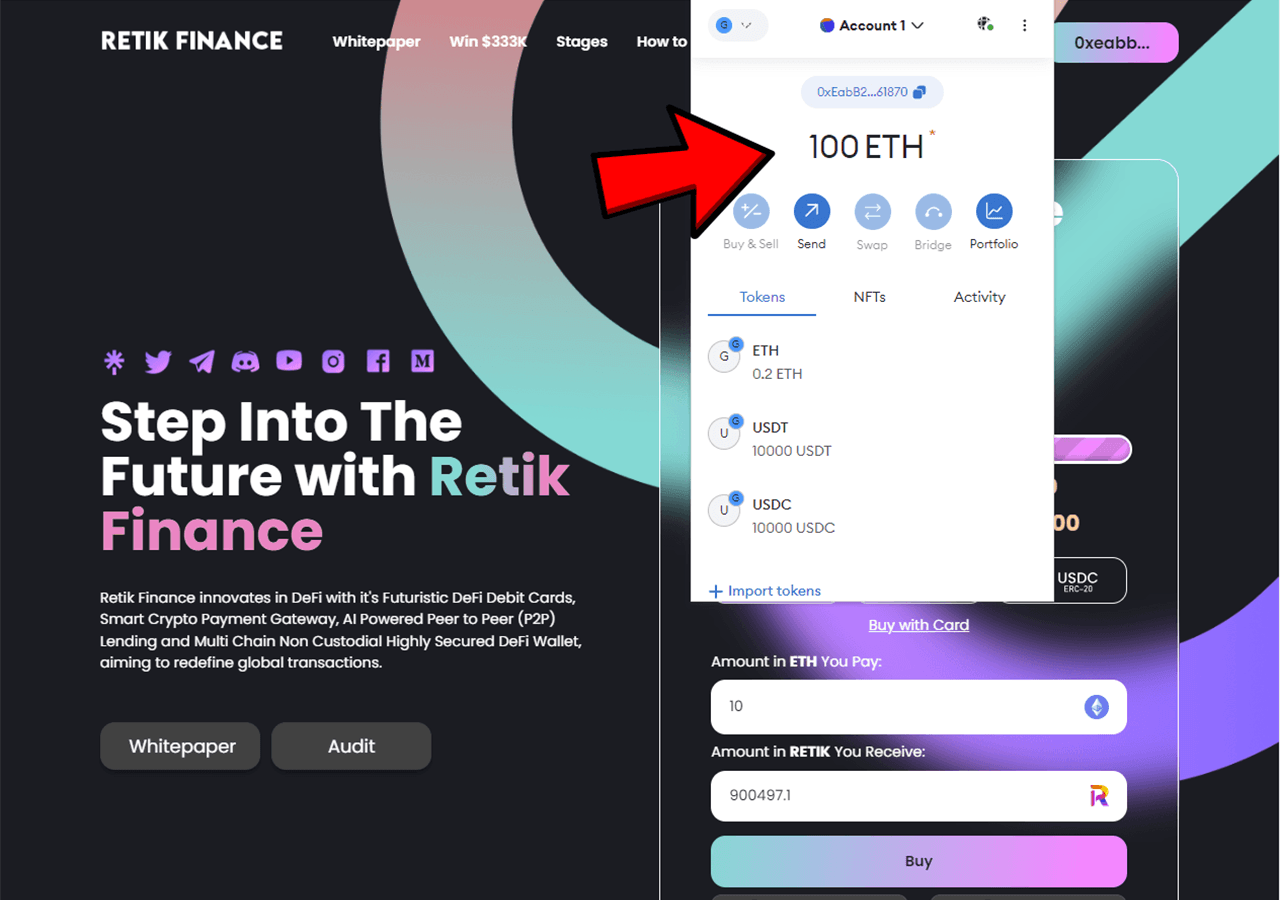 RETIK FINANCE
Whitepaper
Win $333K
Stages
How to
G
Account 1
0xeabb...
0xEabB2...61870
100 ETH*
Buy & Sell
Send
Swap
Bridge
Portfolio
Tokens
NFTs
Activity
G
G
ETH
0.2 ETH
U
G
USDT
10000 USDT
U
G
USDC
10000 USDC
+ Import tokens
Step Into The
Future with Retik
Finance
Retik Finance innovates in DeFi with it's Futuristic DeFi Debit Cards,
Smart Crypto Payment Gateway, AI Powered Peer to Peer (P2P)
Lending and Multi Chain Non Custodial Highly Secured DeFi Wallet,
aiming to redefine global transactions.
Whitepaper
Audit
00
USDC
ERC-20
Buy with Card
Amount in ETH You Pay:
10
Amount in RETIK You Receive:
900497.1
Buy